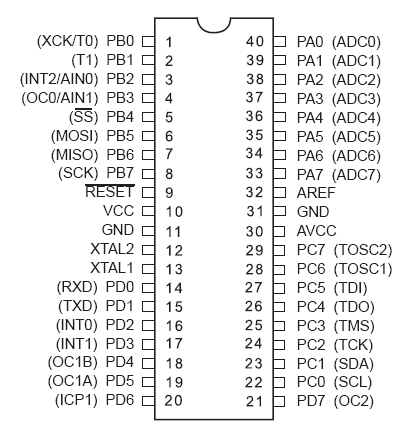 (XCK/T0) PB0 1 40 PA0 (ADC0)
(T1) PB1 2 39 PA1 (ADC1)
(INT2/AIN0) PB2 3 38 PA2 (ADC2)
(OC0/AIN1) PB3 4 37 PA3 (ADC3)
(SS) PB4 5 36 PA4 (ADC4)
(MOSI) PB5 6 35 PA5 (ADC5)
(MISO) PB6 7 34 PA6 (ADC6)
(SCK) PB7 8 33 PA7 (ADC7)
RESET 9 32 AREF
VCC 10 31 GND
GND 11 30 AVCC
XTAL2 12 29 PC7 (TOSC2)
XTAL1 13 28 PC6 (TOSC1)
(RXD) PD0 14 27 PC5 (TDI)
(TXD) PD1 15 26 PC4 (TDO)
(INT0) PD2 16 25 PC3 (TMS)
(INT1) PD3 17 24 PC2 (TCK)
(OC1B) PD4 18 23 PC1 (SDA)
(OC1A) PD5 19 22 PC0 (SCL)
(ICP1) PD6 20 21 PD7 (OC2)